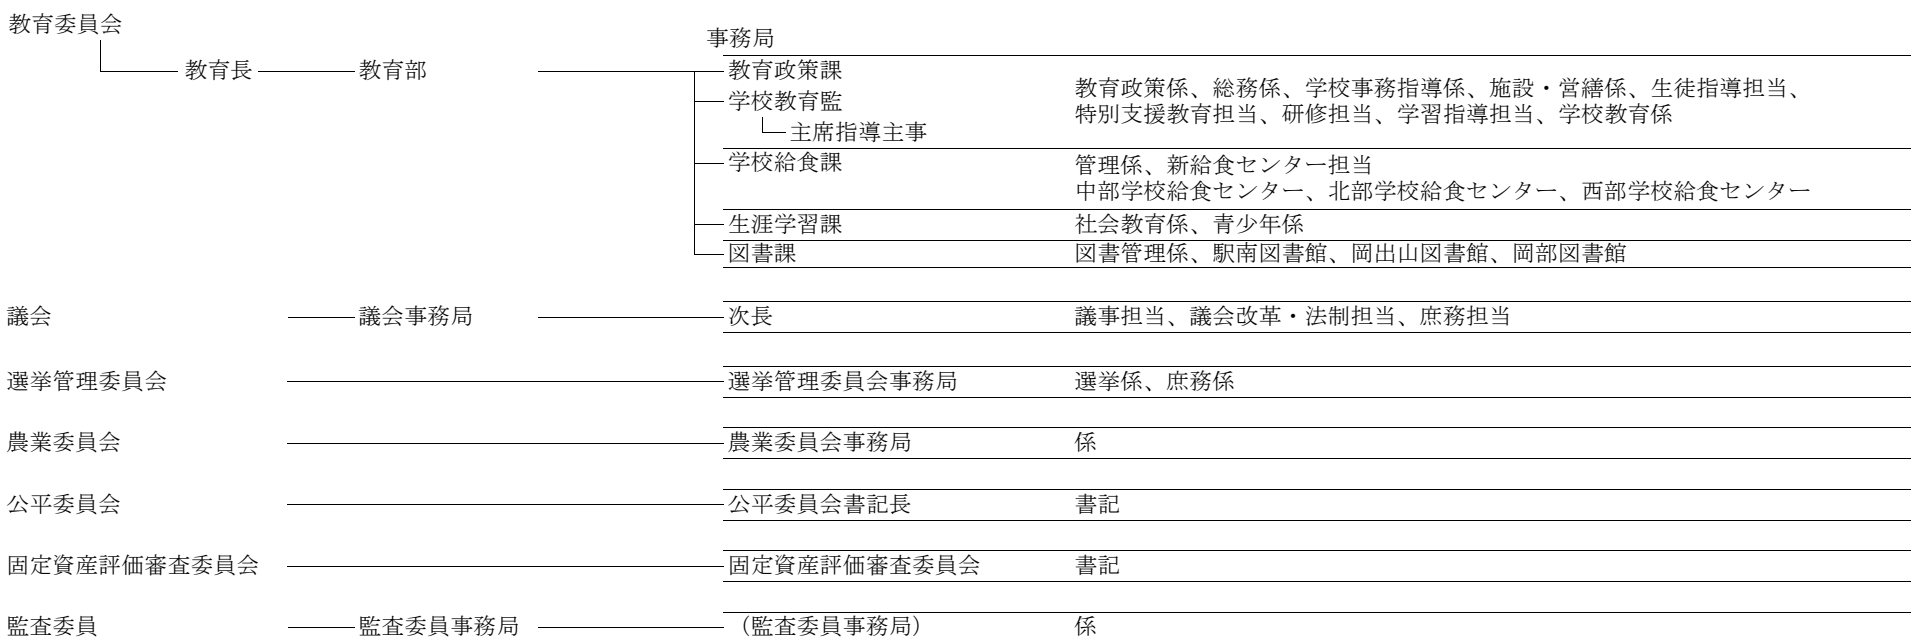 教育委員会
事務局
教育長 教育部 教育政策課
教育政策係、総務係、学校事務指導係、施設・営繕係、生徒指導担当、
学校教育監
特別支援教育担当、研修担当、学習指導担当、学校教育係
主席指導主事
学校給食課 管理係、新給食センター担当
中部学校給食センター、北部学校給食センター、西部学校給食センター
生涯学習課 社会教育係、青少年係
図書課 図書管理係、駅南図書館、岡出山図書館、岡部図書館
議会 議会事務局 次長 議事担当、議会改革・法制担当、庶務担当
選挙管理委員会 選挙管理委員会事務局 選挙係、庶務係
農業委員会 農業委員会事務局 係
公平委員会 公平委員会書記長 書記
固定資産評価審査委員会 固定資産評価審査委員会 書記
監査委員 監査委員事務局 （監査委員事務局） 係